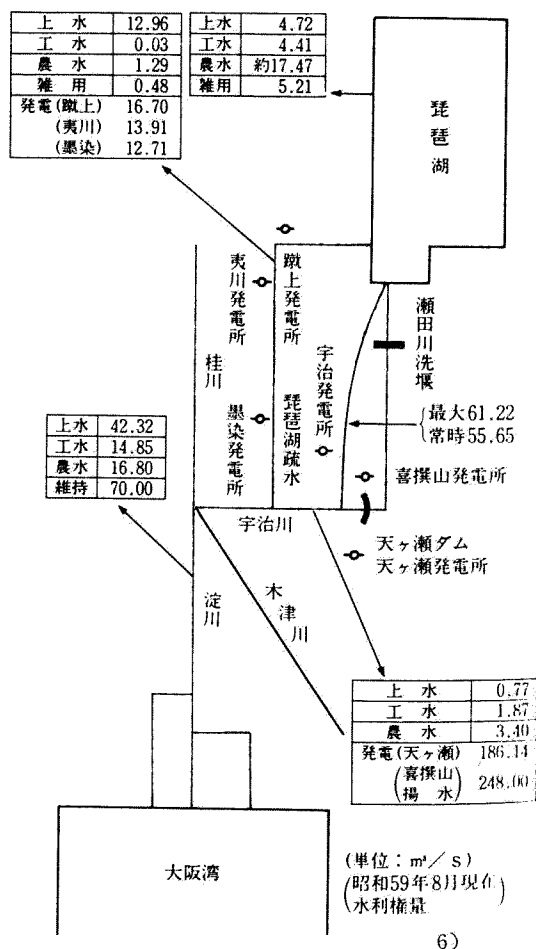 上水 12.96
工水 0.03
農水 1.29
雑用 0.48
発電(蹴上) 16.70
(夷川) 13.91
(墨染) 12.71
上水 4.72
工水 4.41
農水 約17.47
雑用 5.21
琵琶湖
夷川発電所
蹴上発電所
瀬田川洗堰
桂川
宇治発電所
墨染発電所
琵琶湖疏水
最大61.22
常時55.65
喜撰山発電所
上水 42.32
工水 14.85
農水 16.80
維持 70.00
宇治川
天ヶ瀬ダム
天ヶ瀬発電所
淀川
木津川
上水 0.77
工水 1.87
農水 3.40
発電(天ヶ瀬) 186.14
(喜撰山揚水) 248.00
大阪湾
(単位:m³/s)
(昭和59年8月現在
水利権量)
6)